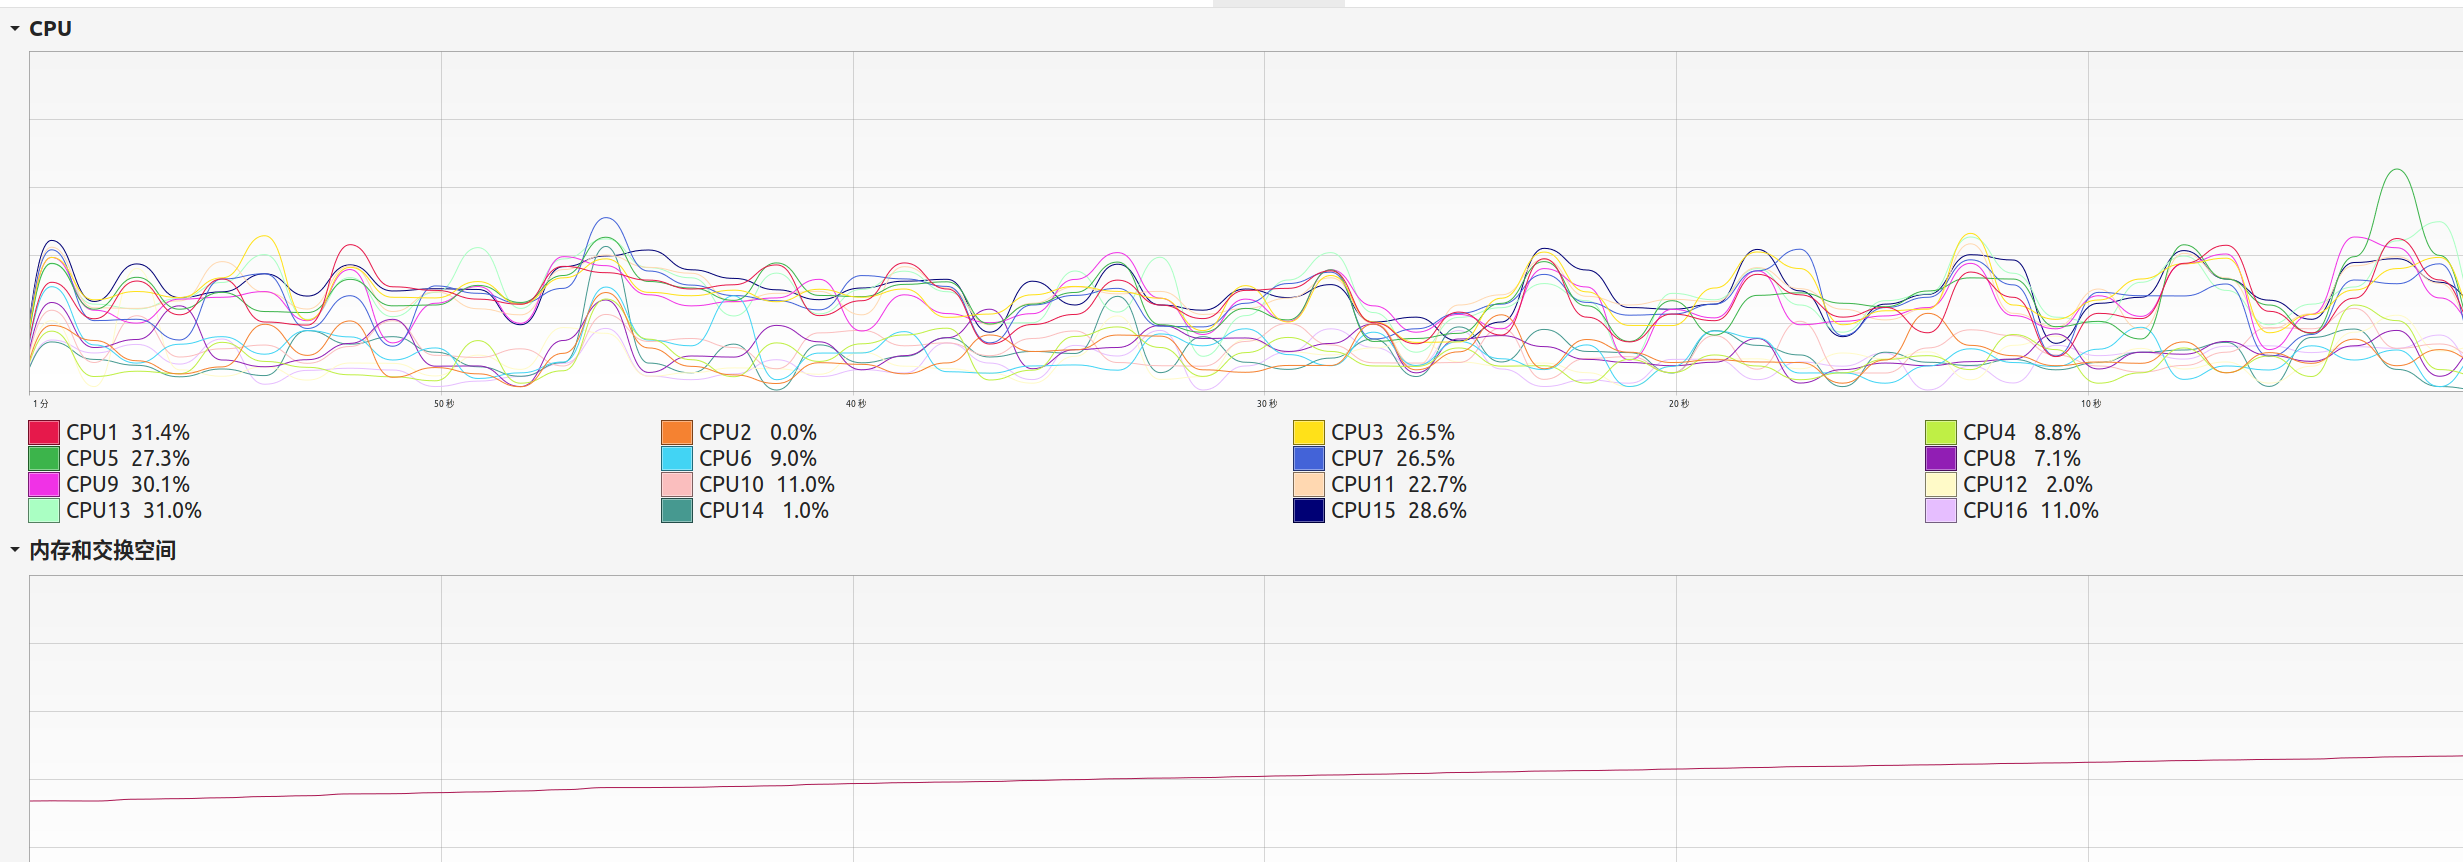 CPU
1 分 50 秒 40 秒 30 秒 20 秒 10 秒
CPU1 31.4% CPU2 0.0% CPU3 26.5% CPU4 8.8%
CPU5 27.3% CPU6 9.0% CPU7 26.5% CPU8 7.1%
CPU9 30.1% CPU10 11.0% CPU11 22.7% CPU12 2.0%
CPU13 31.0% CPU14 1.0% CPU15 28.6% CPU16 11.0%
内存和交换空间